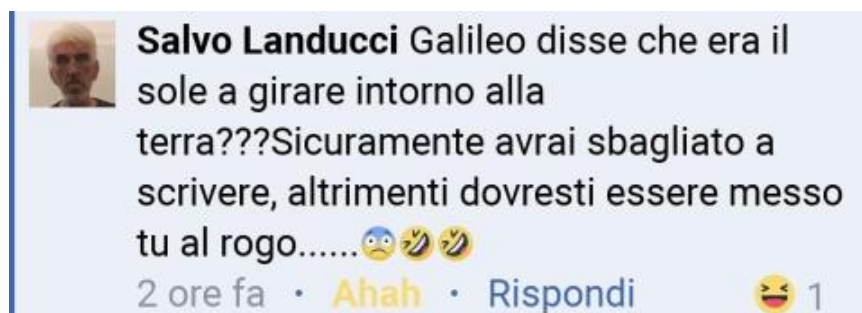 Salvo Landucci Galileo disse che era il
sole a girare intorno alla
terra???Sicuramente avrai sbagliato a
scrivere, altrimenti dovresti essere messo
tu al rogo......😨🤣🤣
2 ore fa · Ahah · Rispondi 😆 1